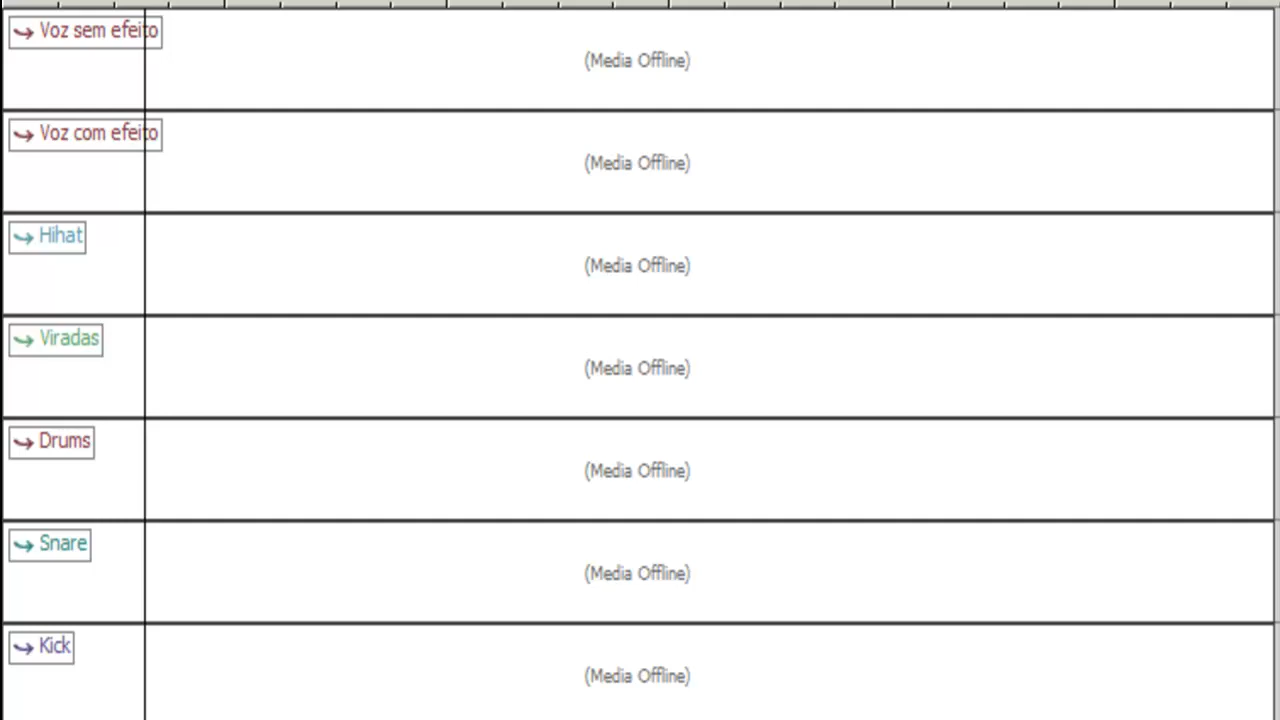 Voz sem efeito
(Media Offline)
Voz com efeito
(Media Offline)
Hihat
(Media Offline)
Viradas
(Media Offline)
Drums
(Media Offline)
Snare
(Media Offline)
Kick
(Media Offline)